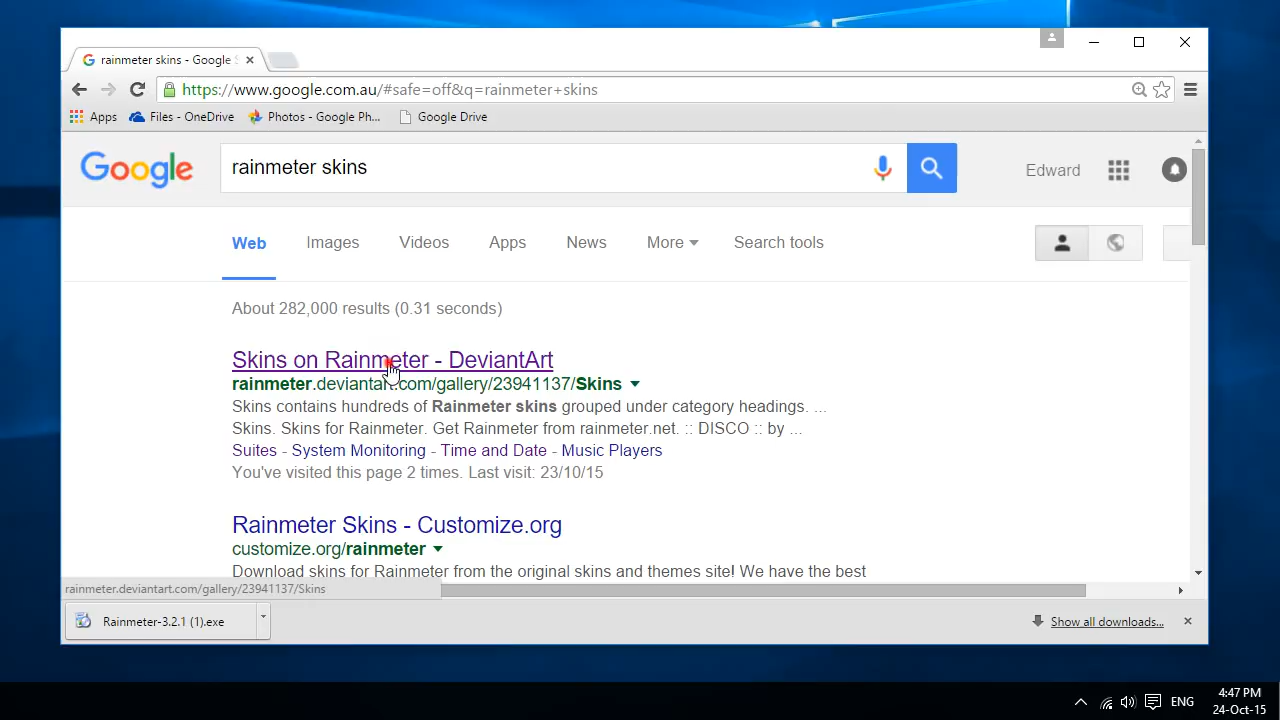 rainmeter skins - Google S
https://www.google.com.au/#safe=off&q=rainmeter+skins
Apps Files - OneDrive Photos - Google Ph... Google Drive
Google rainmeter skins Edward
Web Images Videos Apps News More Search tools
About 282,000 results (0.31 seconds)
Skins on Rainmeter - DeviantArt
rainmeter.deviantart.com/gallery/23941137/Skins
Skins contains hundreds of Rainmeter skins grouped under category headings. ...
Skins. Skins for Rainmeter. Get Rainmeter from rainmeter.net. :: DISCO :: by ...
Suites - System Monitoring - Time and Date - Music Players
You've visited this page 2 times. Last visit: 23/10/15
Rainmeter Skins - Customize.org
customize.org/rainmeter
Download skins for Rainmeter from the original skins and themes site! We have the best
rainmeter.deviantart.com/gallery/23941137/Skins
Rainmeter-3.2.1 (1).exe Show all downloads...
ENG 4:47 PM
24-Oct-15